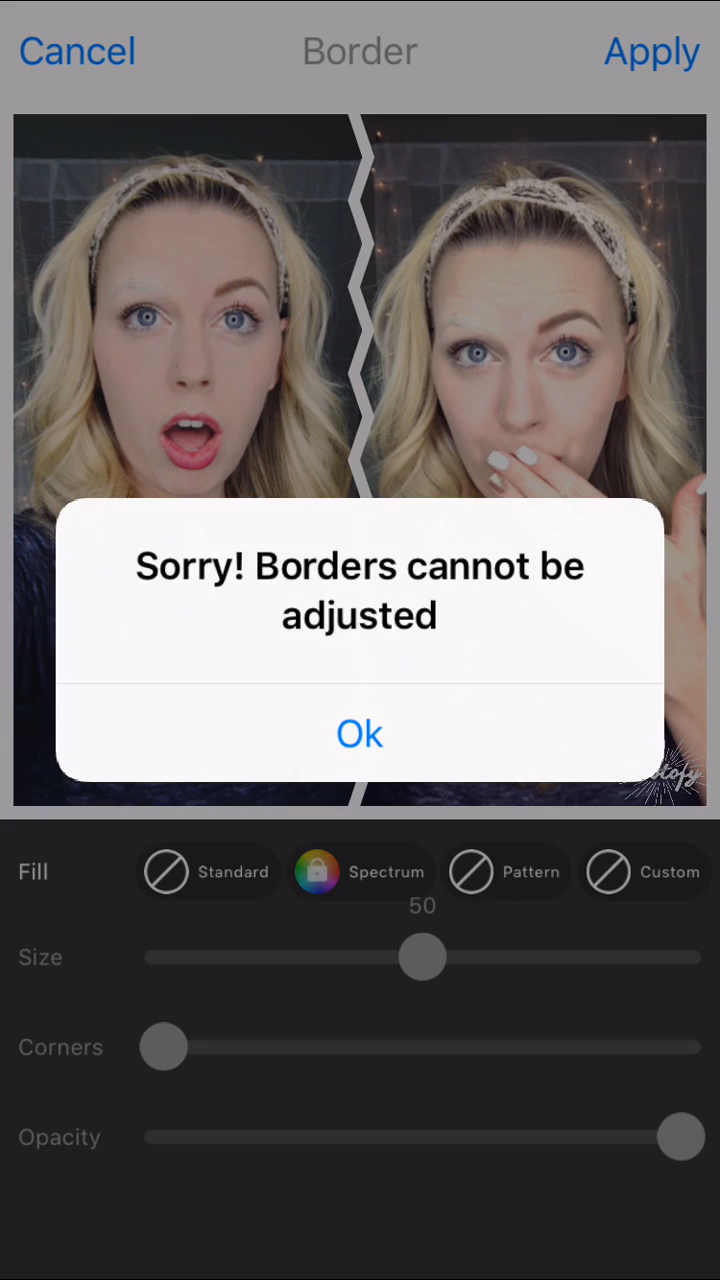 Cancel Border Apply
Sorry! Borders cannot be
adjusted
Ok
Fill Standard Spectrum Pattern Custom
50
Size
Corners
Opacity